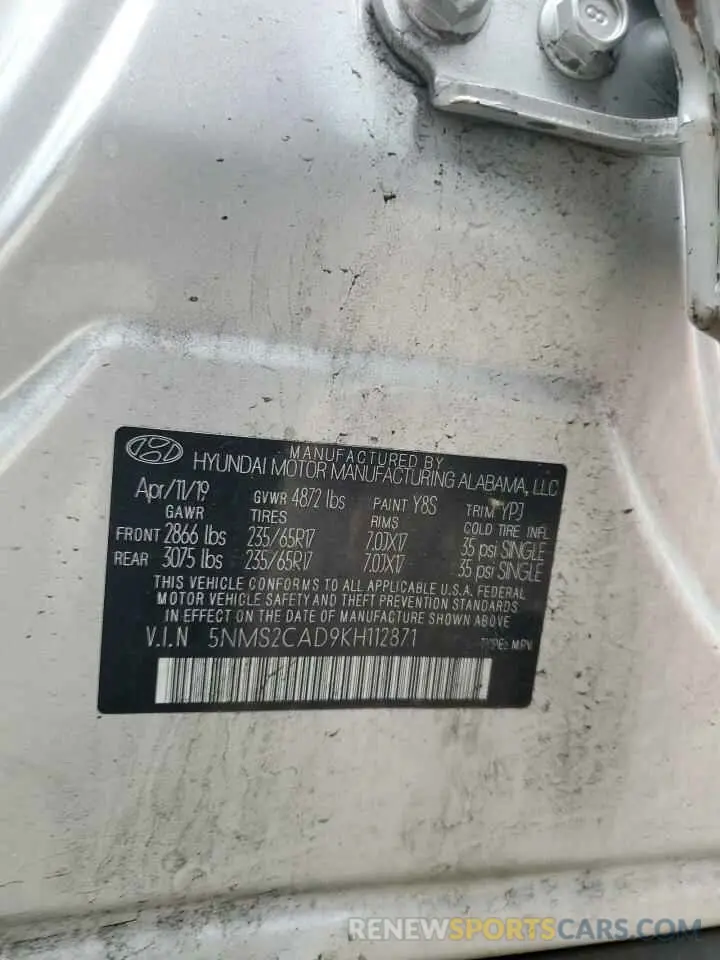 8
MANUFACTURED BY
HYUNDAI MOTOR MANUFACTURING ALABAMA, LLC
Apr/11/19 GVWR 4872 lbs PAINT Y8S TRIM YPJ
GAWR TIRES RIMS COLD TIRE INFL
FRONT 2866 lbs 235/65R17 7.0JX17 35 psi SINGLE
REAR 3075 lbs 235/65R17 7.0JX17 35 psi SINGLE
THIS VEHICLE CONFORMS TO ALL APPLICABLE U.S.A. FEDERAL
MOTOR VEHICLE SAFETY AND THEFT PREVENTION STANDARDS
IN EFFECT ON THE DATE OF MANUFACTURE SHOWN ABOVE
V.I.N 5NMS2CAD9KH112871 TYPE: MPV
RENEWSPORTSCARS.COM